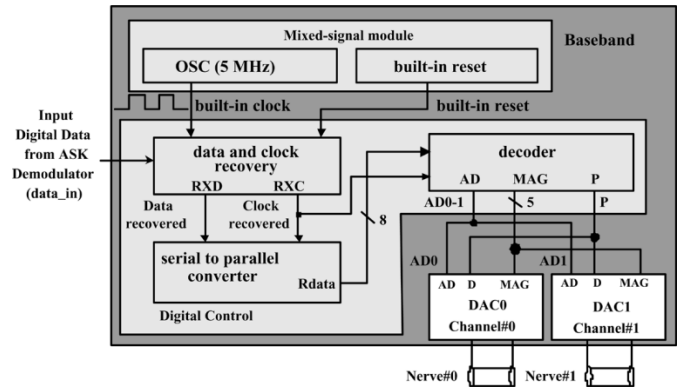 Mixed-signal module
Baseband
OSC (5 MHz)
built-in reset
built-in clock
built-in reset
Input
Digital Data
from ASK
Demodulator
(data_in)
data and clock
recovery
RXD
RXC
decoder
AD
MAG
P
Data
recovered
Clock
recovered
8
AD0-1
5
P
serial to parallel
converter
Rdata
Digital Control
AD0
AD1
AD
D
MAG
DAC0
Channel#0
AD
D
MAG
DAC1
Channel#1
Nerve#0
Nerve#1